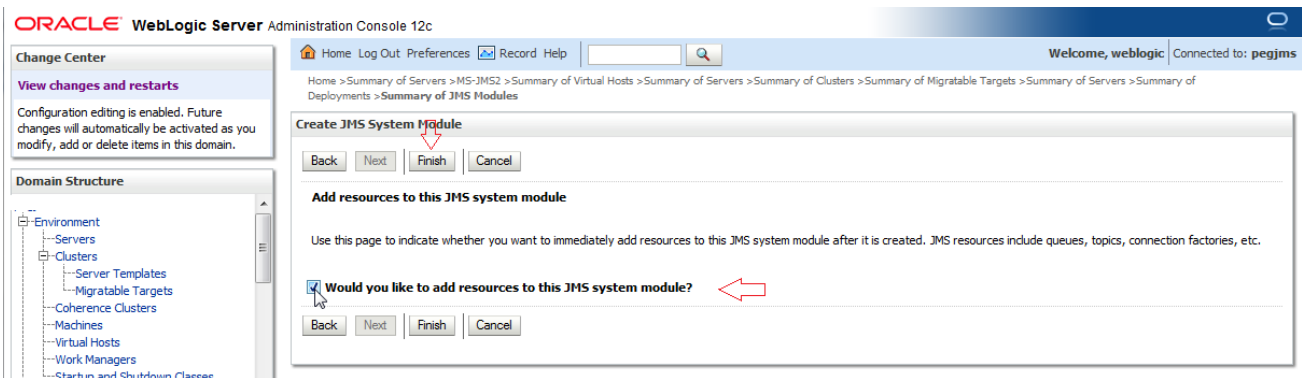 ORACLE WebLogic Server Administration Console 12c
Change Center
View changes and restarts
Configuration editing is enabled. Future
changes will automatically be activated as you
modify, add or delete items in this domain.
Domain Structure
Environment
Servers
Clusters
Server Templates
Migratable Targets
Coherence Clusters
Machines
Virtual Hosts
Work Managers
Startup and Shutdown Classes
Home Log Out Preferences Record Help
Welcome, weblogic Connected to: pegjms
Home >Summary of Servers >MS-JMS2 >Summary of Virtual Hosts >Summary of Servers >Summary of Clusters >Summary of Migratable Targets >Summary of Servers >Summary of
Deployments >Summary of JMS Modules
Create JMS System Module
Back Next Finish Cancel
Add resources to this JMS system module
Use this page to indicate whether you want to immediately add resources to this JMS system module after it is created. JMS resources include queues, topics, connection factories, etc.
Would you like to add resources to this JMS system module?
Back Next Finish Cancel